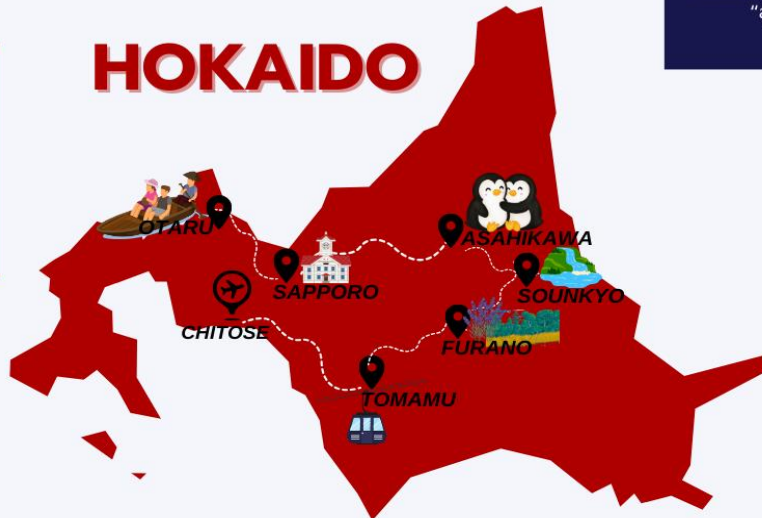 HOKAIDO
OTARU
ASAHIKAWA
SAPPORO
SOUNKYO
CHITOSE
FURANO
TOMAMU